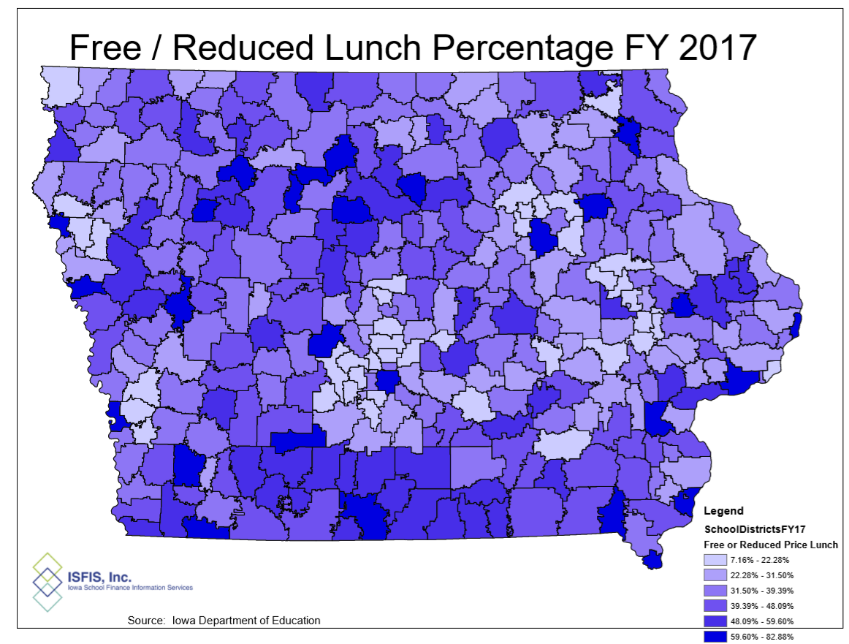 Free / Reduced Lunch Percentage FY 2017
Legend
SchoolDistrictsFY17
Free or Reduced Price Lunch
7.16% - 22.28%
22.28% - 31.50%
31.50% - 39.39%
39.39% - 48.09%
48.09% - 59.60%
59.60% - 82.88%
ISFIS, Inc.
Iowa School Finance Information Services
Source: Iowa Department of Education